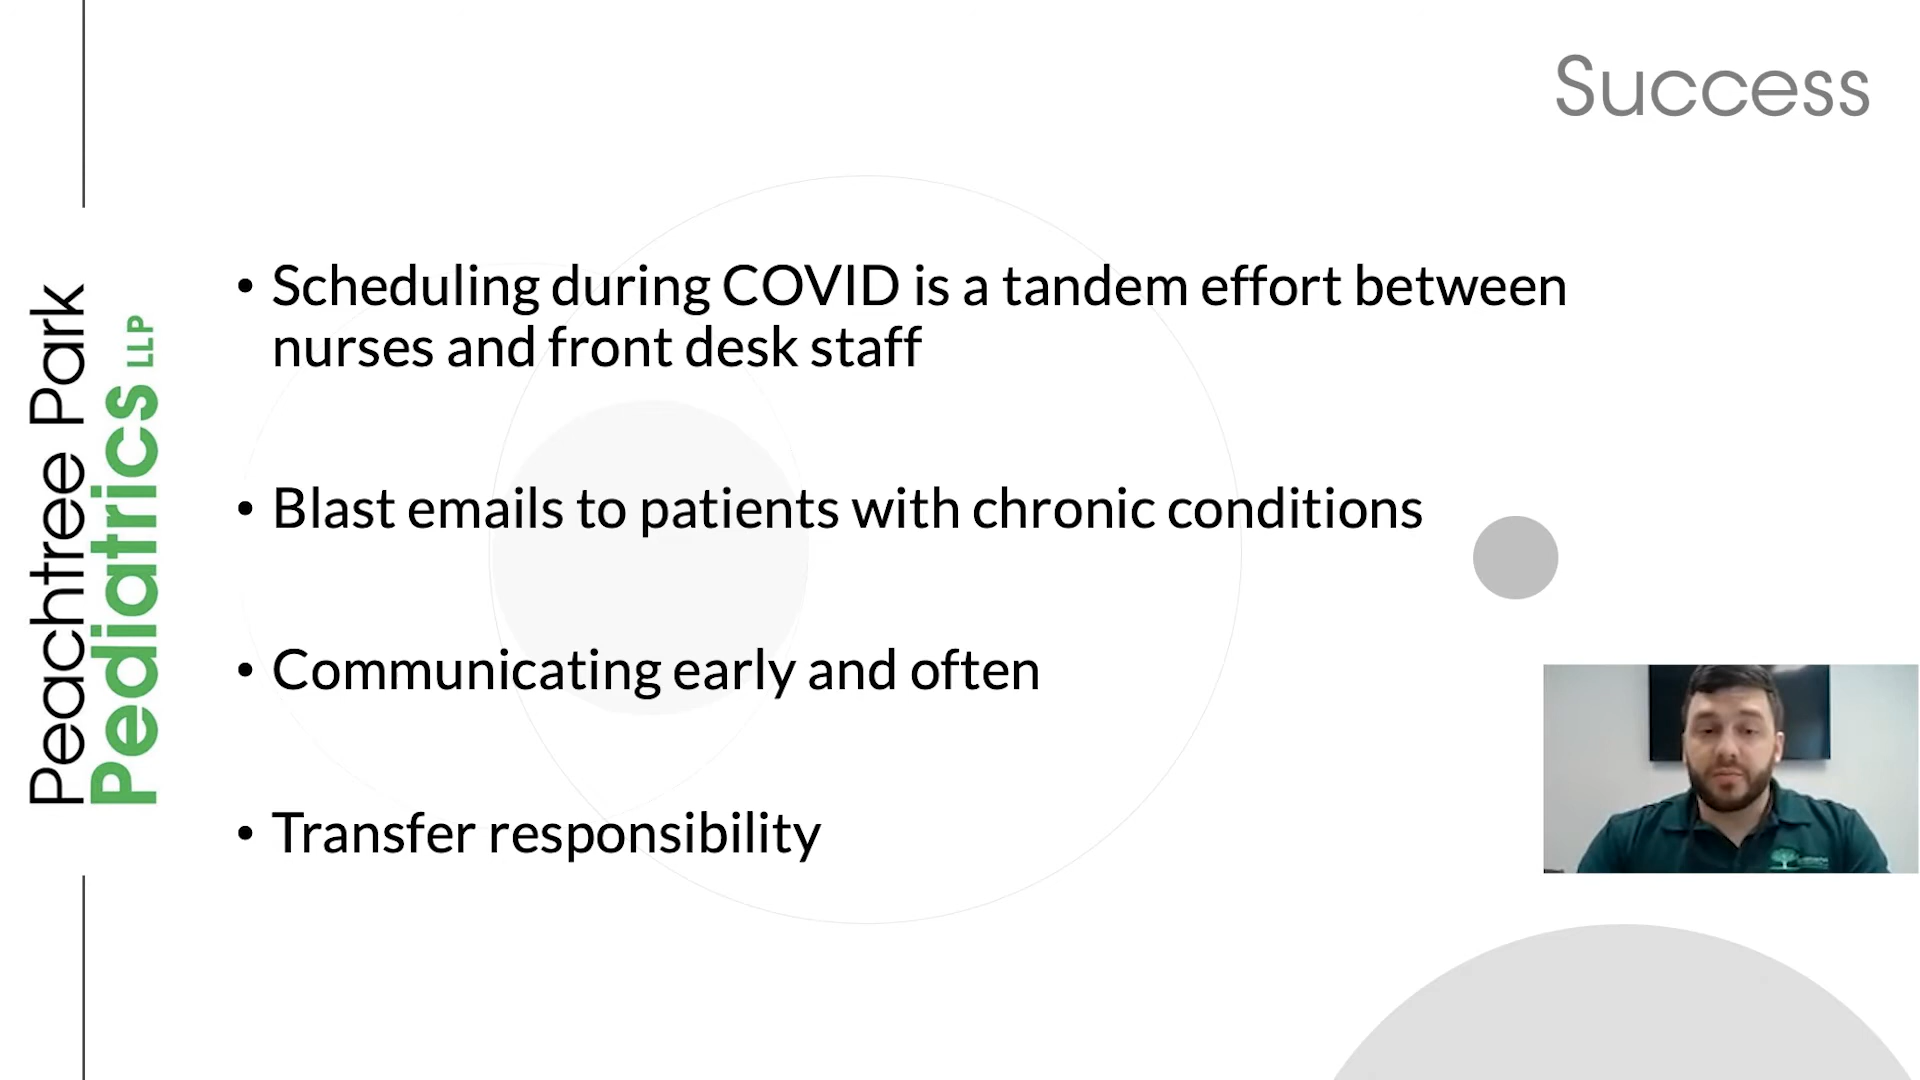 Success
Peachtree Park
Pediatrics LLP
• Scheduling during COVID is a tandem effort between
nurses and front desk staff
• Blast emails to patients with chronic conditions
• Communicating early and often
• Transfer responsibility